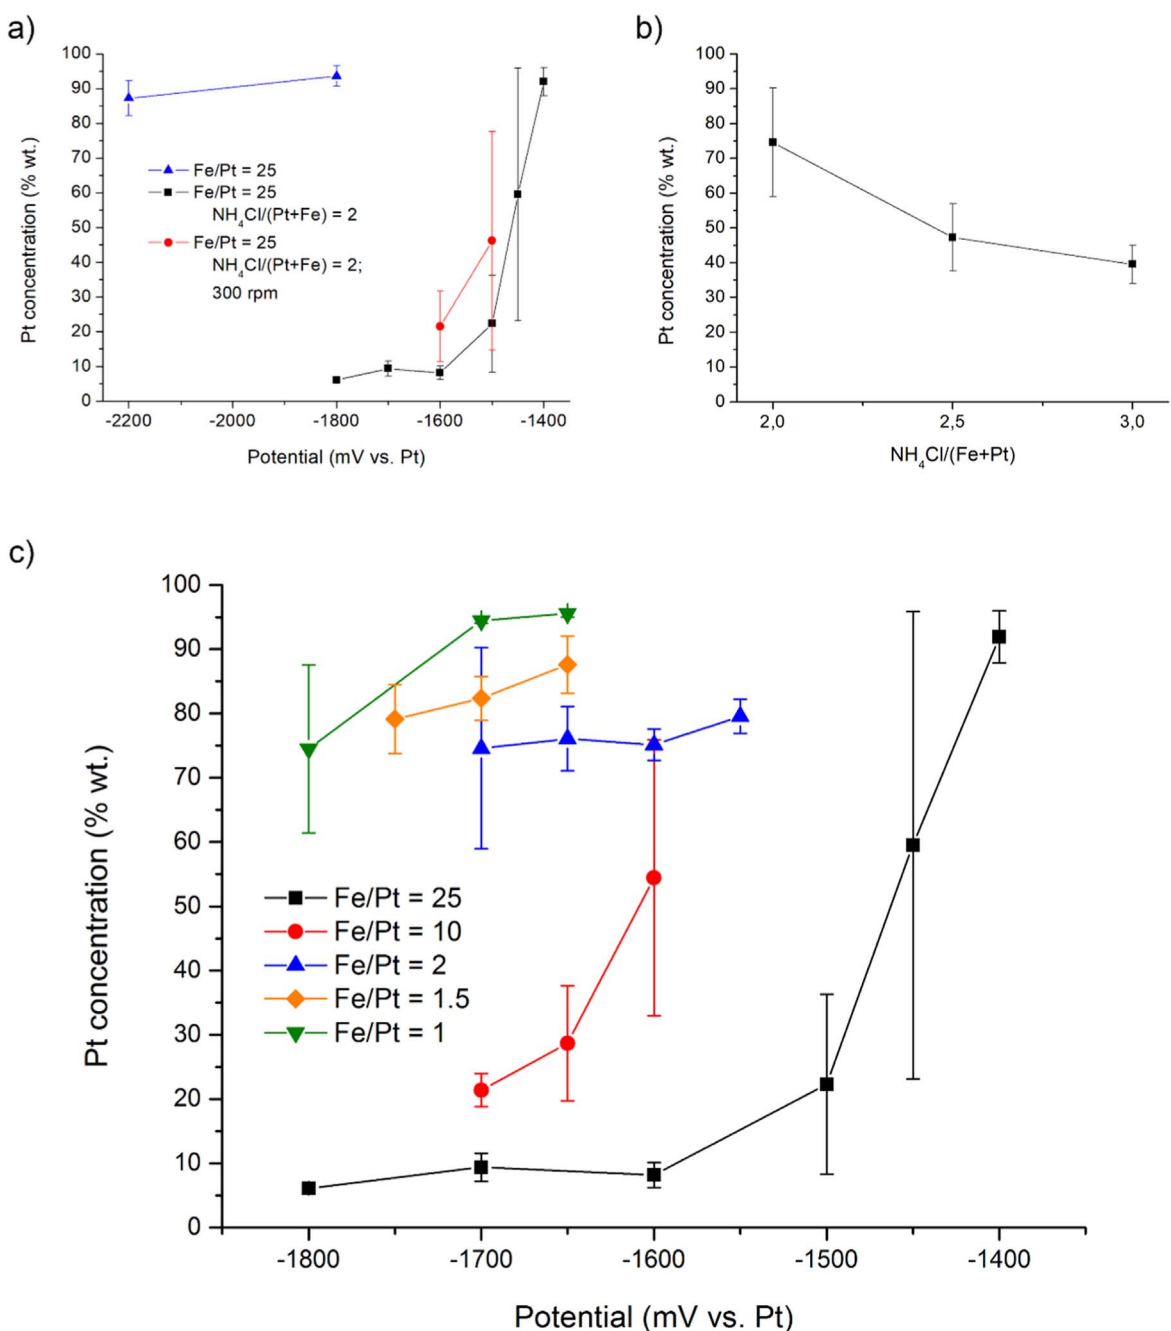 a)
100
90
80
70
60
50
40
30
20
10
0
Pt concentration (% wt.)
Fe/Pt = 25
Fe/Pt = 25
NH₄Cl/(Pt+Fe) = 2
Fe/Pt = 25
NH₄Cl/(Pt+Fe) = 2;
300 rpm
-2200 -2000 -1800 -1600 -1400
Potential (mV vs. Pt)
b)
100
90
80
70
60
50
40
30
20
10
0
Pt concentration (% wt.)
2,0 2,5 3,0
NH₄Cl/(Fe+Pt)
c)
100
90
80
70
60
50
40
30
20
10
0
Pt concentration (% wt.)
Fe/Pt = 25
Fe/Pt = 10
Fe/Pt = 2
Fe/Pt = 1.5
Fe/Pt = 1
-1800 -1700 -1600 -1500 -1400
Potential (mV vs. Pt)